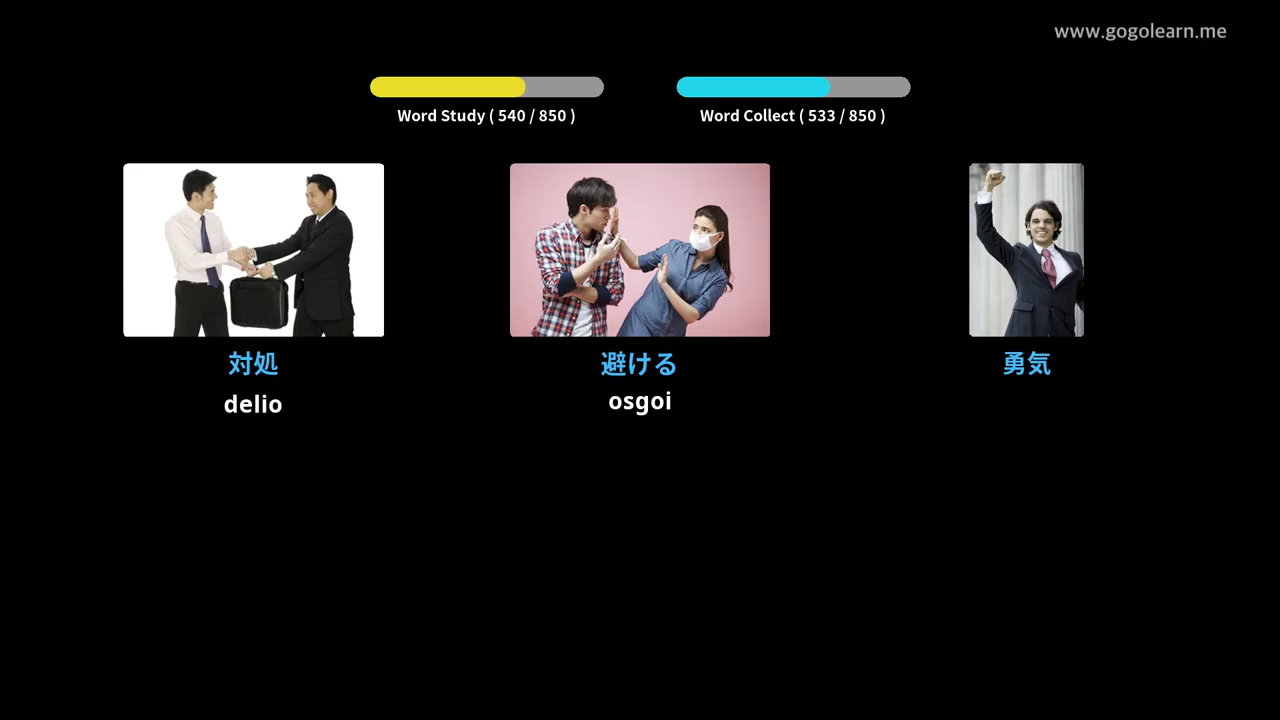 www.gogolearn.me
Word Study ( 540 / 850 )
Word Collect ( 533 / 850 )
対処
避ける
勇気
delio
osgoi